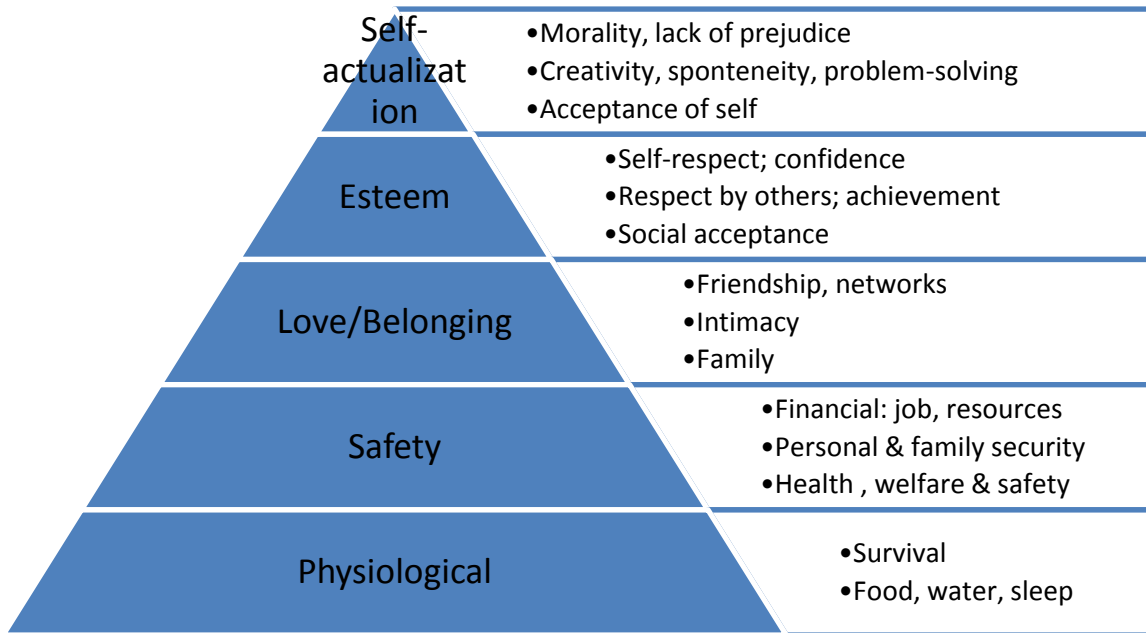 Self-
actualizat
ion
•Morality, lack of prejudice
•Creativity, sponteneity, problem-solving
•Acceptance of self
Esteem
•Self-respect; confidence
•Respect by others; achievement
•Social acceptance
Love/Belonging
•Friendship, networks
•Intimacy
•Family
Safety
•Financial: job, resources
•Personal & family security
•Health , welfare & safety
Physiological
•Survival
•Food, water, sleep